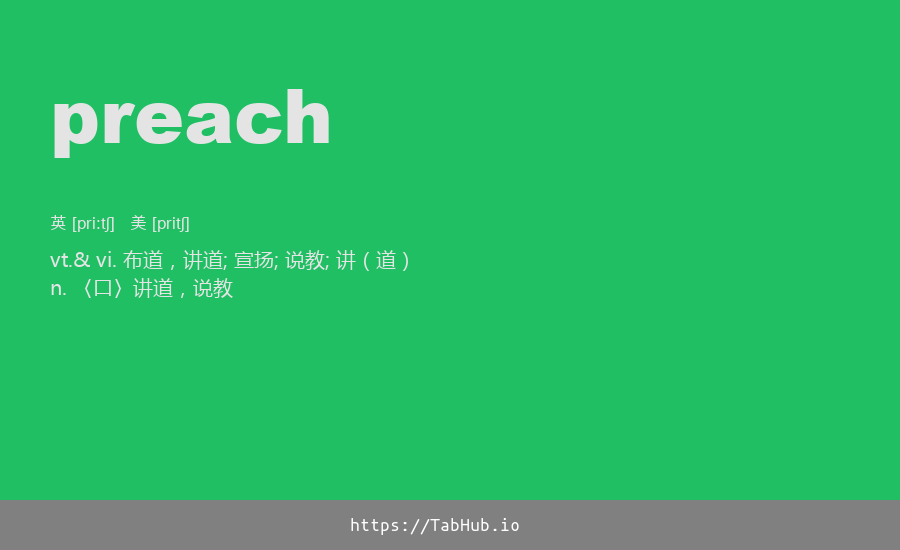 preach
英 [pri:tʃ] 美 [pritʃ]
vt.& vi. 布道，讲道; 宣扬; 说教; 讲（道）
n. 〈口〉讲道，说教
https://TabHub.io